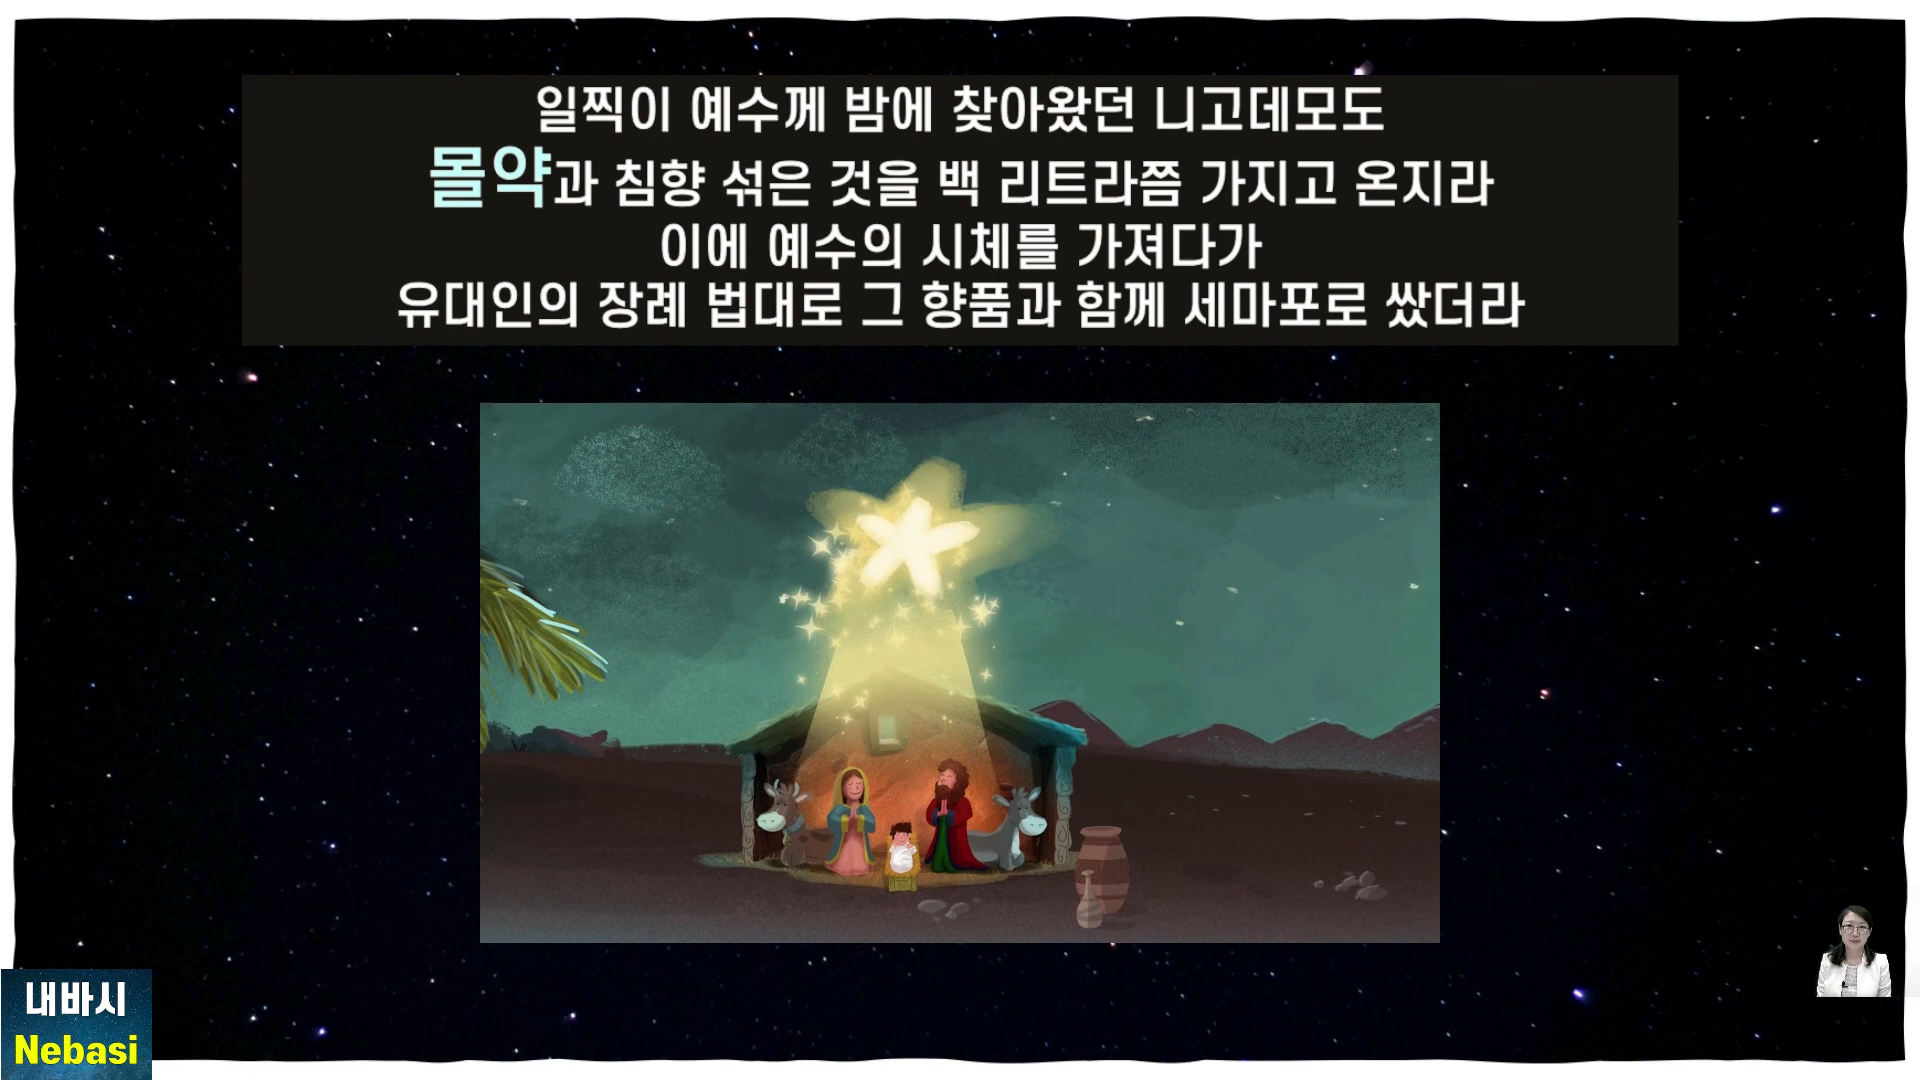 일찍이 예수께 밤에 찾아왔던 니고데모도
몰약과 침향 섞은 것을 백 리트라쯤 가지고 온지라
이에 예수의 시체를 가져다가
유대인의 장례 법대로 그 향품과 함께 세마포로 쌌더라
내바시
Nebasi